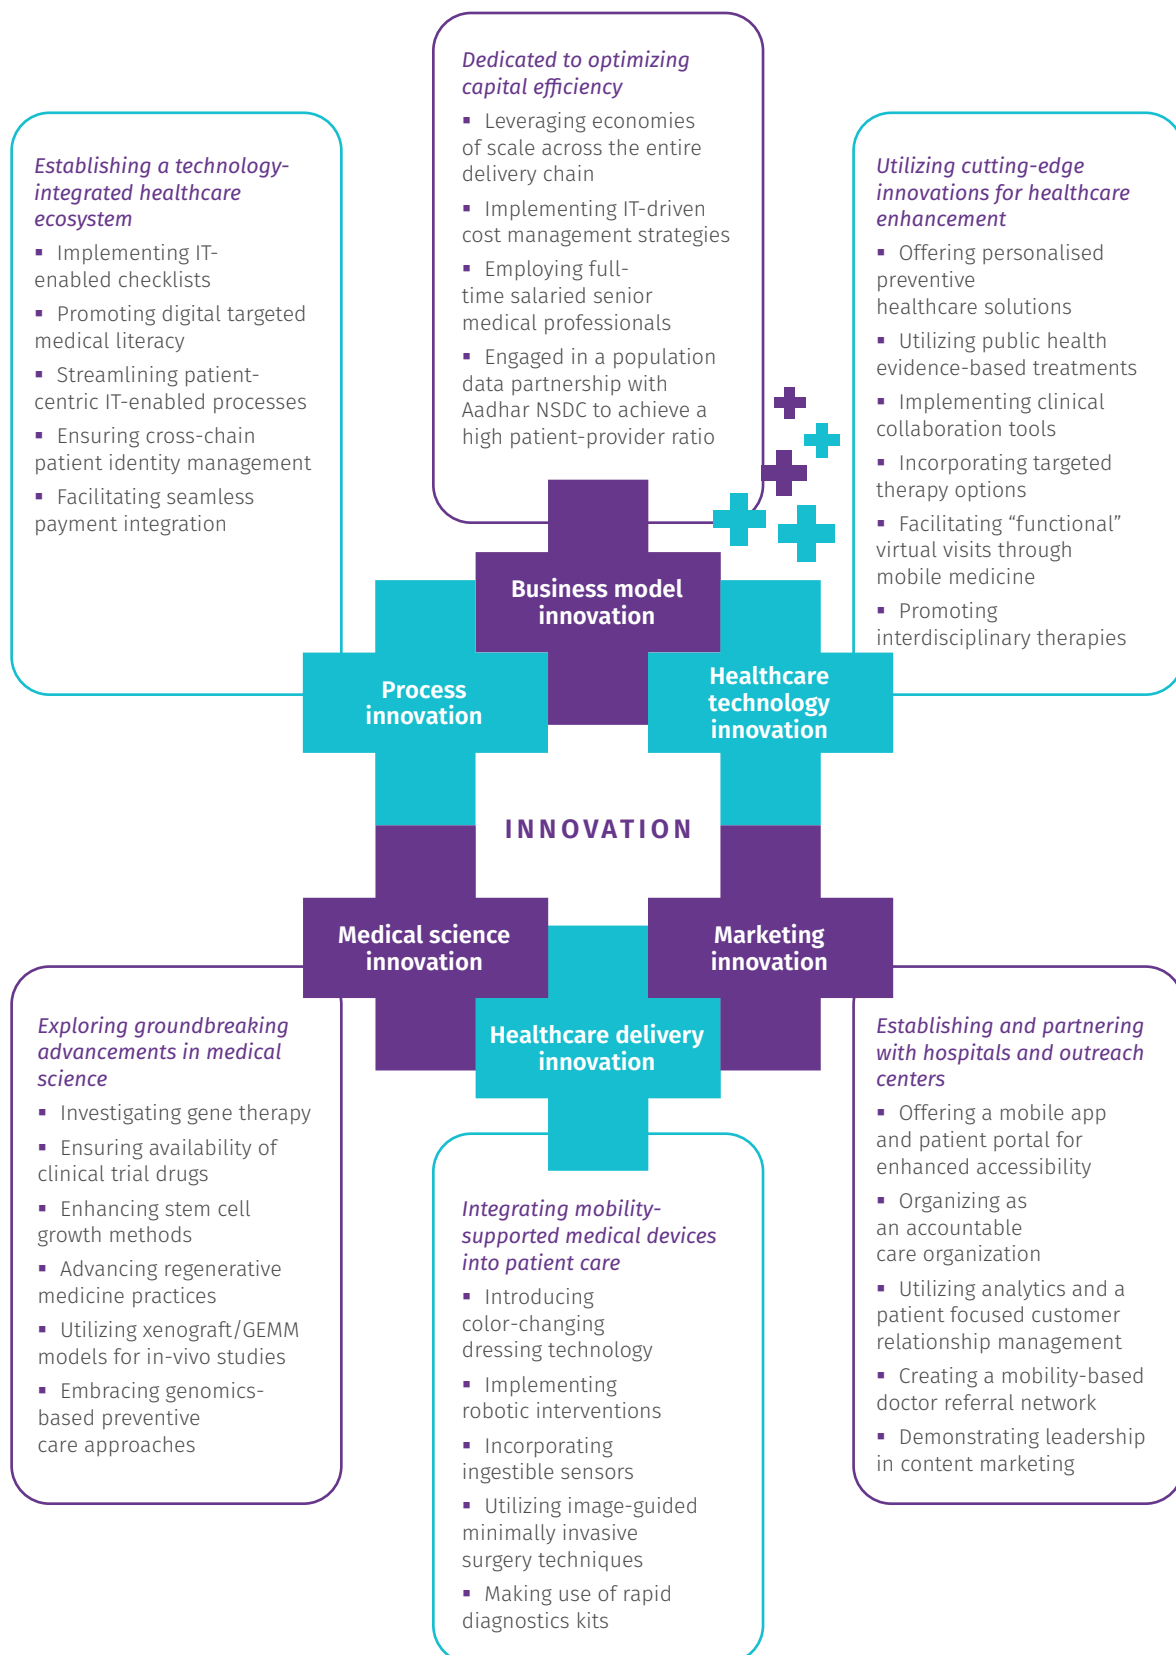 Dedicated to optimizing
capital efficiency
▪ Leveraging economies
of scale across the entire
delivery chain
▪ Implementing IT-driven
cost management strategies
▪ Employing full-
time salaried senior
medical professionals
▪ Engaged in a population
data partnership with
Aadhar NSDC to achieve a
high patient-provider ratio
Establishing a technology-
integrated healthcare
ecosystem
▪ Implementing IT-
enabled checklists
▪ Promoting digital targeted
medical literacy
▪ Streamlining patient-
centric IT-enabled processes
▪ Ensuring cross-chain
patient identity management
▪ Facilitating seamless
payment integration
Utilizing cutting-edge
innovations for healthcare
enhancement
▪ Offering personalised
preventive
healthcare solutions
▪ Utilizing public health
evidence-based treatments
▪ Implementing clinical
collaboration tools
▪ Incorporating targeted
therapy options
▪ Facilitating “functional”
virtual visits through
mobile medicine
▪ Promoting
interdisciplinary therapies
Business model
innovation
Process
innovation
Healthcare
technology
innovation
INNOVATION
Medical science
innovation
Marketing
innovation
Healthcare delivery
innovation
Exploring groundbreaking
advancements in medical
science
▪ Investigating gene therapy
▪ Ensuring availability of
clinical trial drugs
▪ Enhancing stem cell
growth methods
▪ Advancing regenerative
medicine practices
▪ Utilizing xenograft/GEMM
models for in-vivo studies
▪ Embracing genomics-
based preventive
care approaches
Integrating mobility-
supported medical devices
into patient care
▪ Introducing
color-changing
dressing technology
▪ Implementing
robotic interventions
▪ Incorporating
ingestible sensors
▪ Utilizing image-guided
minimally invasive
surgery techniques
▪ Making use of rapid
diagnostics kits
Establishing and partnering
with hospitals and outreach
centers
▪ Offering a mobile app
and patient portal for
enhanced accessibility
▪ Organizing as
an accountable
care organization
▪ Utilizing analytics and a
patient focused customer
relationship management
▪ Creating a mobility-based
doctor referral network
▪ Demonstrating leadership
in content marketing